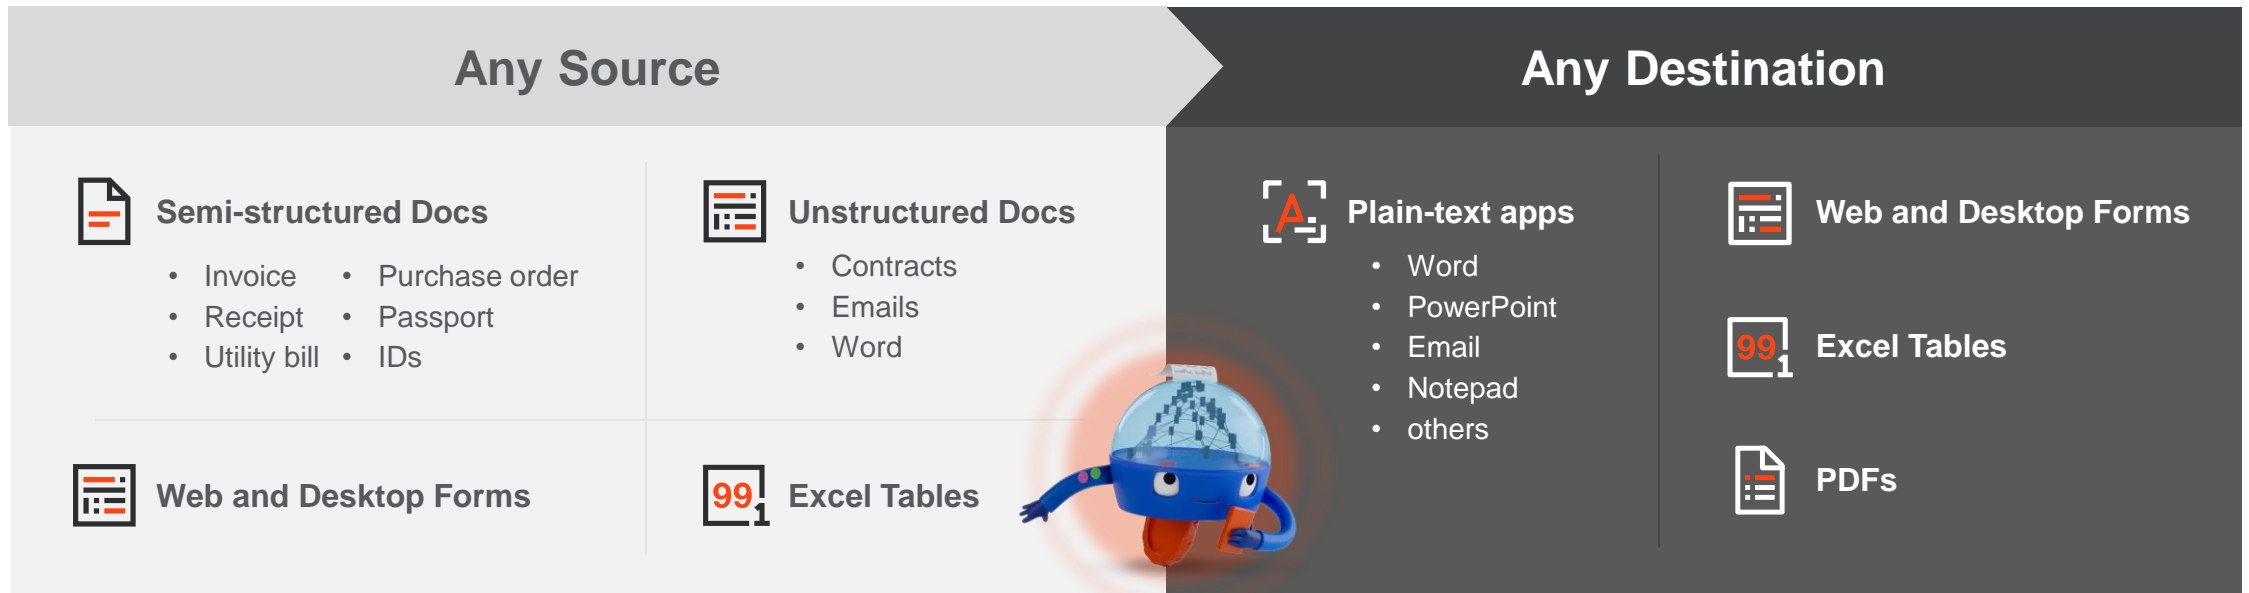 Any Source
Any Destination
Semi-structured Docs
• Invoice
• Receipt
• Utility bill
• Purchase order
• Passport
• IDs
Unstructured Docs
• Contracts
• Emails
• Word
Web and Desktop Forms
99
1
Excel Tables
A
Plain-text apps
• Word
• PowerPoint
• Email
• Notepad
• others
Web and Desktop Forms
99
1
Excel Tables
PDFs